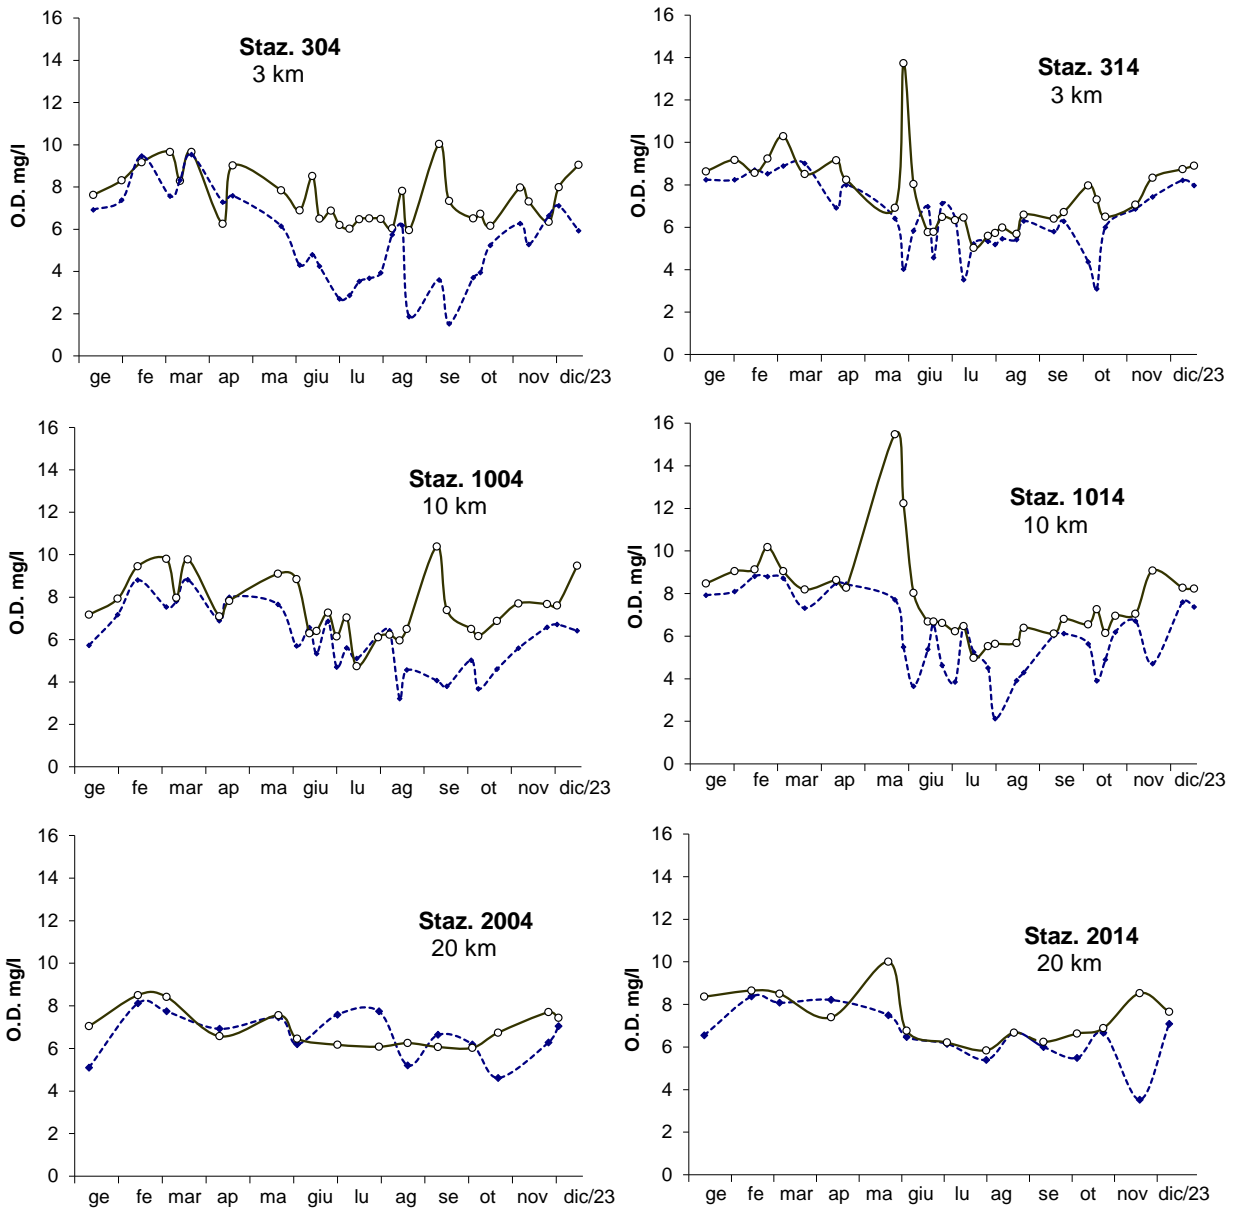 16
14
12
10
8
6
4
2
0
O.D. mg/l
Staz. 304
3 km
ge fe mar ap ma giu lu ag se ot nov dic/23
16
14
12
10
8
6
4
2
0
O.D. mg/l
Staz. 314
3 km
ge fe mar ap ma giu lu ag se ot nov dic/23
16
14
12
10
8
6
4
2
0
O.D. mg/l
Staz. 1004
10 km
ge fe mar ap ma giu lu ag se ot nov dic/23
16
14
12
10
8
6
4
2
0
O.D. mg/l
Staz. 1014
10 km
ge fe mar ap ma giu lu ag se ot nov dic/23
16
14
12
10
8
6
4
2
0
O.D. mg/l
Staz. 2004
20 km
ge fe mar ap ma giu lu ag se ot nov dic/23
16
14
12
10
8
6
4
2
0
O.D. mg/l
Staz. 2014
20 km
ge fe mar ap ma giu lu ag se ot nov dic/23